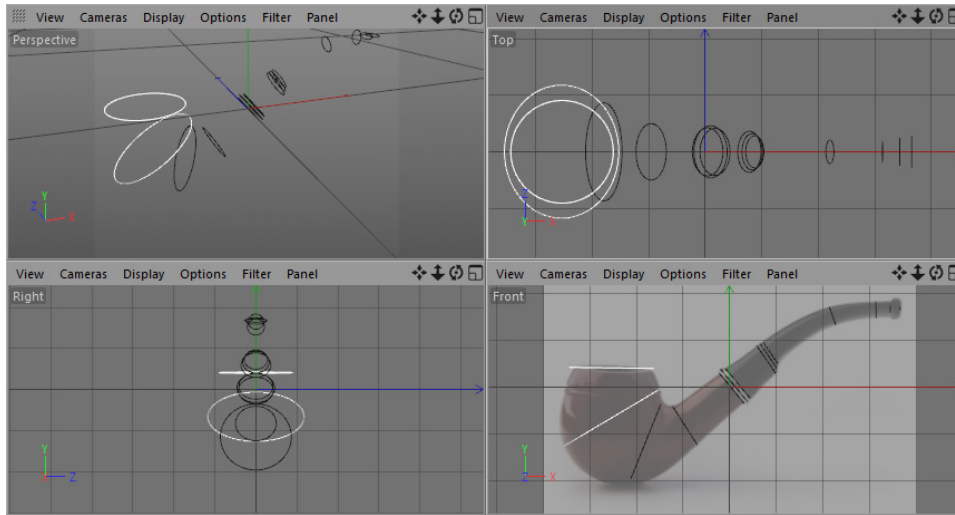 View Cameras Display Options Filter Panel
Perspective
Y
Z X
View Cameras Display Options Filter Panel
Top
Z
Y X
View Cameras Display Options Filter Panel
Right
Y
X Z
View Cameras Display Options Filter Panel
Front
Y
Z X